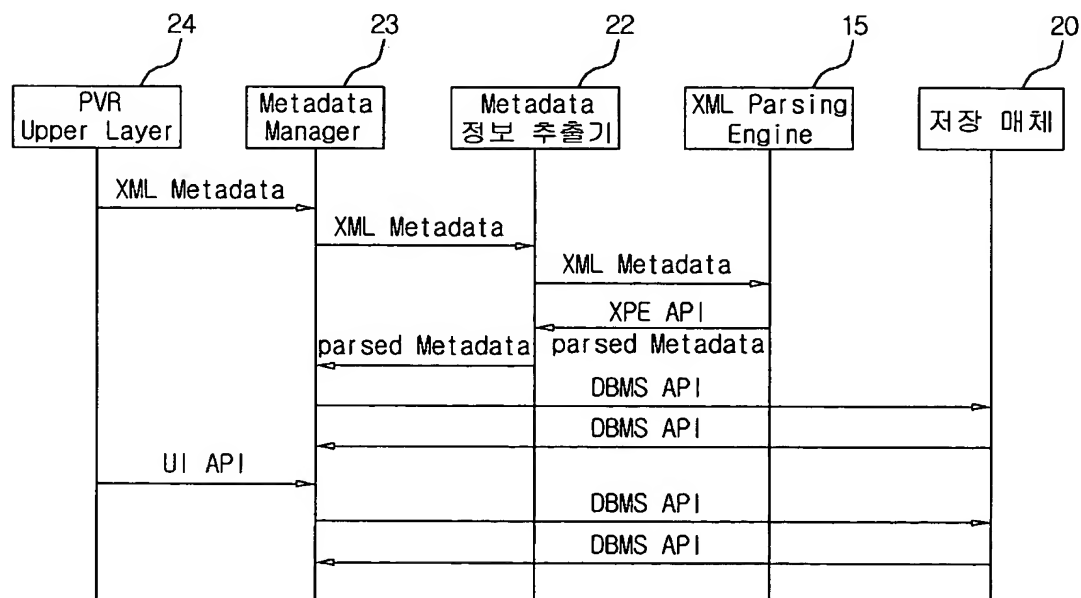 24
23
22
15
20
PVR
Upper Layer
Metadata
Manager
Metadata
정보 추출기
XML Parsing
Engine
저장 매체
XML Metadata
XML Metadata
XML Metadata
XPE API
parsed Metadata
parsed Metadata
DBMS API
DBMS API
UI API
DBMS API
DBMS API